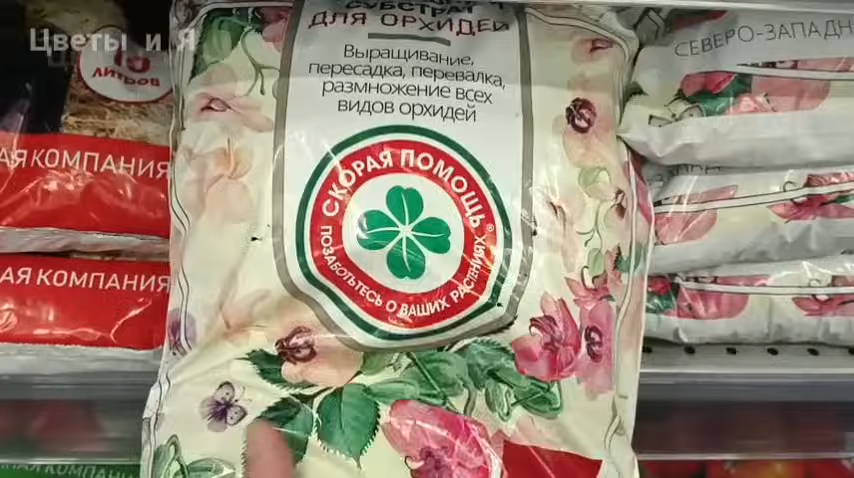 Цветы и Я
СУБСТРАТ
ДЛЯ ОРХИДЕЙ
Выращивание,
пересадка, перевалка,
размножение всех
видов орхидей
СКОРАЯ ПОМОЩЬ®
ПОЗАБОТЬТЕСЬ О ВАШИХ РАСТЕНИЯХ
ЛИТРОВ
АЯ КОМПАНИЯ
АЯ КОМПАНИЯ
КОМПАНИ
СЕВЕРО-ЗАПАДН